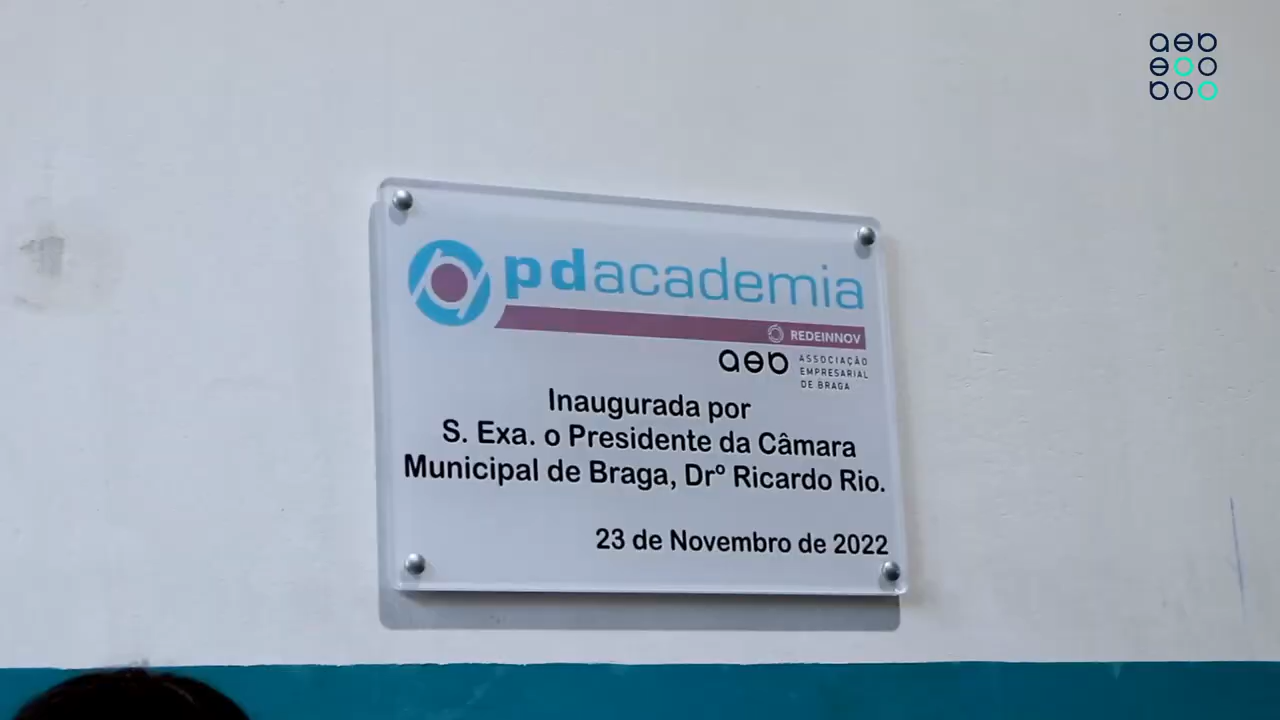 aeb
e
b
pdacademia
REDEINNOV
aeb ASSOCIAÇÃO
EMPRESARIAL
DE BRAGA
Inaugurada por
S. Exa. o Presidente da Câmara
Municipal de Braga, Drº Ricardo Rio.
23 de Novembro de 2022